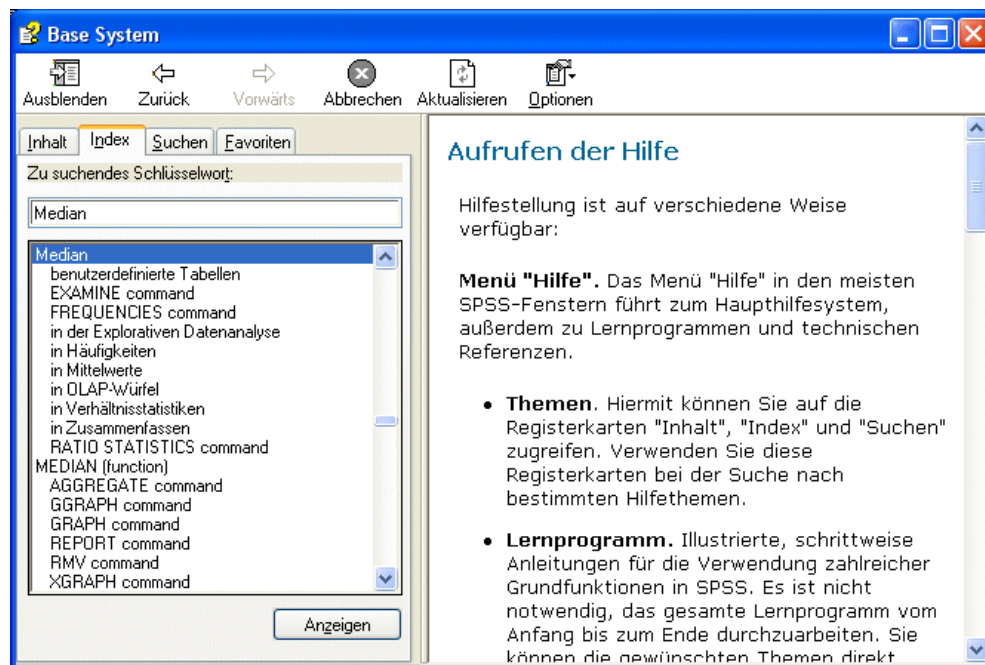 Base System
Ausblenden Zurück Vorwärts Abbrechen Aktualisieren Optionen
Inhalt Index Suchen Favoriten
Zu suchendes Schlüsselwort:
Median
Median
benutzerdefinierte Tabellen
EXAMINE command
FREQUENCIES command
in der Explorativen Datenanalyse
in Häufigkeiten
in Mittelwerte
in OLAP-Würfel
in Verhältnisstatistiken
in Zusammenfassen
RATIO STATISTICS command
MEDIAN (function)
AGGREGATE command
GGRAPH command
GRAPH command
REPORT command
RMV command
XGRAPH command
Anzeigen
Aufrufen der Hilfe
Hilfestellung ist auf verschiedene Weise
verfügbar:
Menü "Hilfe". Das Menü "Hilfe" in den meisten
SPSS-Fenstern führt zum Haupthilfesystem,
außerdem zu Lernprogrammen und technischen
Referenzen.
• Themen. Hiermit können Sie auf die
Registerkarten "Inhalt", "Index" und "Suchen"
zugreifen. Verwenden Sie diese
Registerkarten bei der Suche nach
bestimmten Hilfethemen.
• Lernprogramm. Illustrierte, schrittweise
Anleitungen für die Verwendung zahlreicher
Grundfunktionen in SPSS. Es ist nicht
notwendig, das gesamte Lernprogramm vom
Anfang bis zum Ende durchzuarbeiten. Sie
können die gewünschten Themen direkt